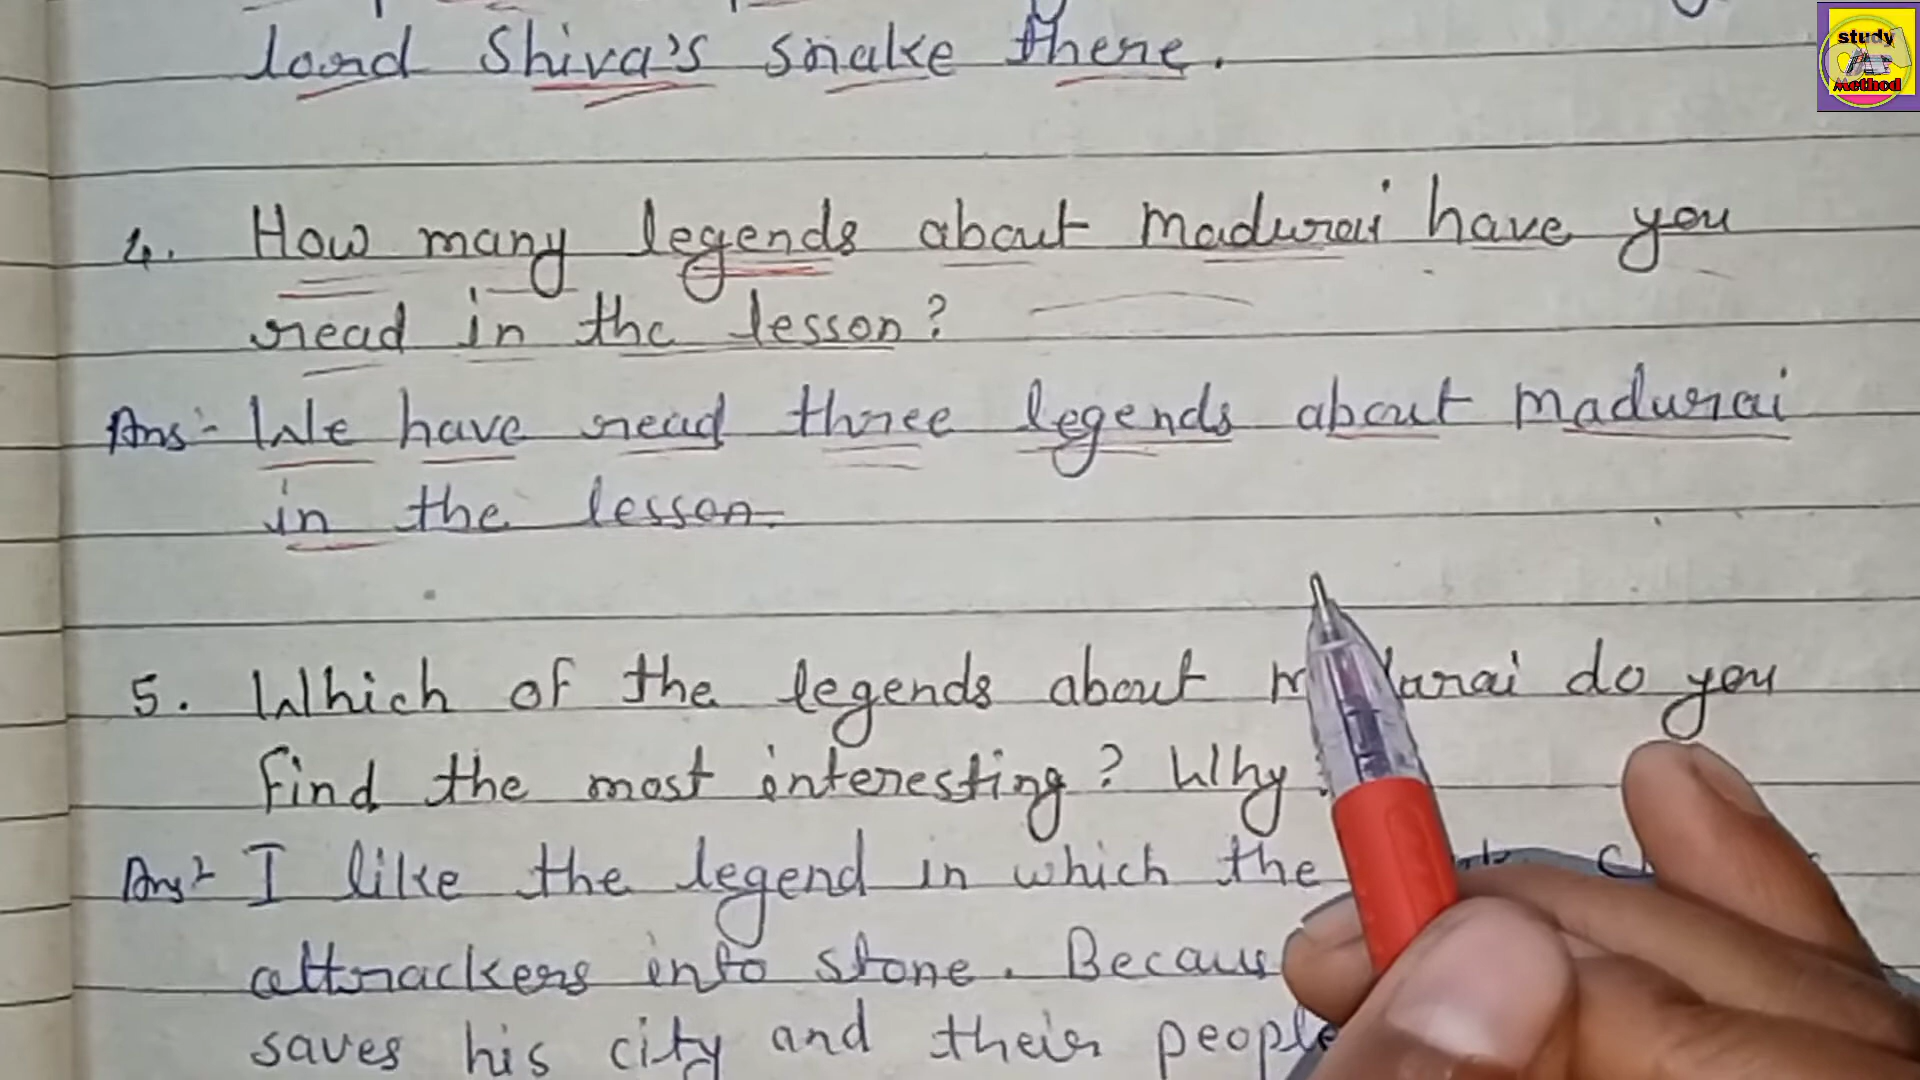 lord Shiva's snake there.
4. How many legends about Madurai have you
read in the lesson?
Ans:- We have read three legends about Madurai
in the lesson.
5. Which of the legends about do you
find the most interesting? Why
Ans:- I like the legend in which the
attrackers into stone.
saves his city and their
study
Method